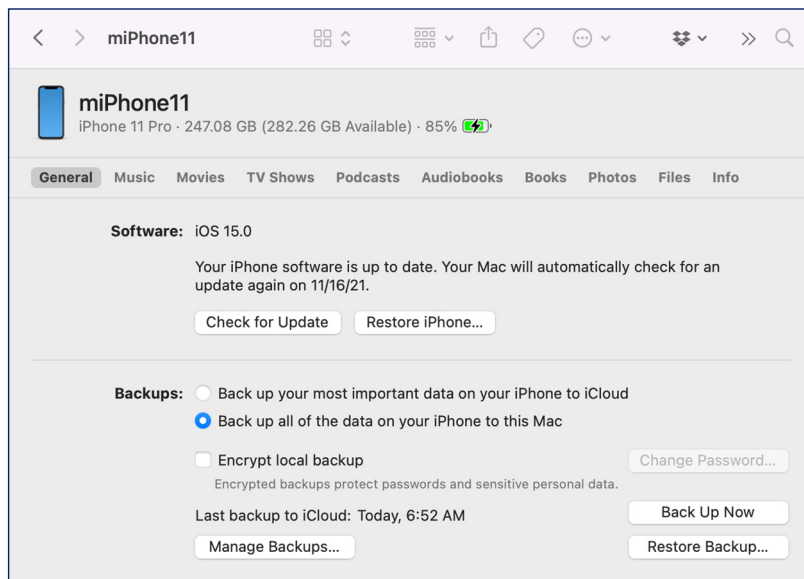 miPhone11
miPhone11
iPhone 11 Pro · 247.08 GB (282.26 GB Available) · 85%
General Music Movies TV Shows Podcasts Audiobooks Books Photos Files Info
Software: iOS 15.0
Your iPhone software is up to date. Your Mac will automatically check for an
update again on 11/16/21.
Check for Update Restore iPhone...
Backups: Back up your most important data on your iPhone to iCloud
Back up all of the data on your iPhone to this Mac
Encrypt local backup Change Password...
Encrypted backups protect passwords and sensitive personal data.
Last backup to iCloud: Today, 6:52 AM Back Up Now
Manage Backups... Restore Backup...